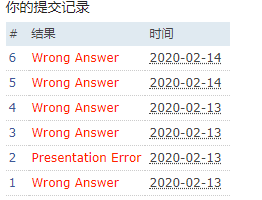 你的提交记录
# 结果 时间
6 Wrong Answer 2020-02-14
5 Wrong Answer 2020-02-14
4 Wrong Answer 2020-02-13
3 Wrong Answer 2020-02-13
2 Presentation Error 2020-02-13
1 Wrong Answer 2020-02-13